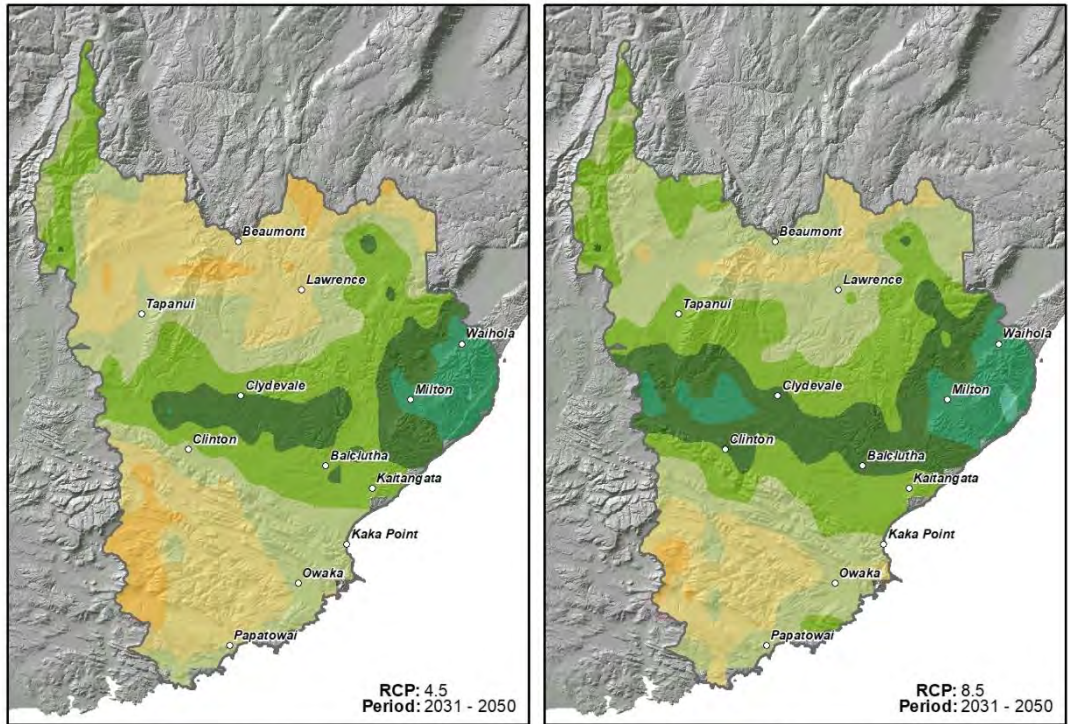 Beaumont
Lawrence
Tapanui
Waihola
Clydevale
Milton
Clinton
Balclutha
Kaitangata
Kaka Point
Owaka
Papatowai
RCP: 4.5
Period: 2031 - 2050
Beaumont
Lawrence
Tapanui
Waihola
Clydevale
Milton
Clinton
Balclutha
Kaitangata
Kaka Point
Owaka
Papatowai
RCP: 8.5
Period: 2031 - 2050